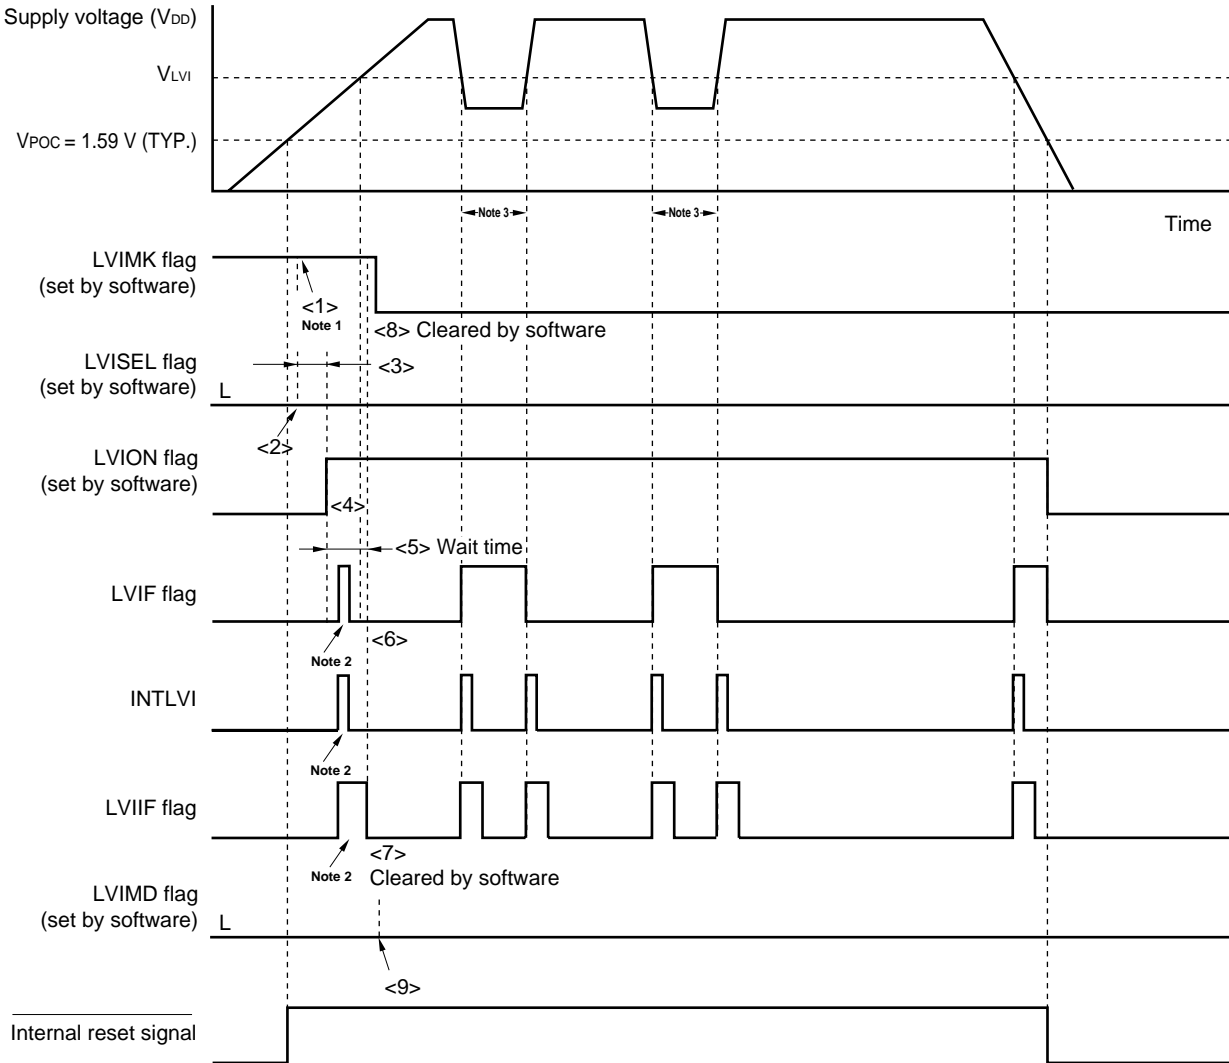 Supply voltage (VDD)
VLVI
VPOC = 1.59 V (TYP.)
Note 3
Note 3
Time
LVIMK flag
(set by software)
<1>
Note 1
<8> Cleared by software
LVISEL flag
(set by software)
L
<3>
<2>
LVION flag
(set by software)
<4>
<5> Wait time
LVIF flag
<6>
Note 2
INTLVI
Note 2
LVIIF flag
<7>
Note 2
Cleared by software
LVIMD flag
(set by software)
L
<9>
Internal reset signal